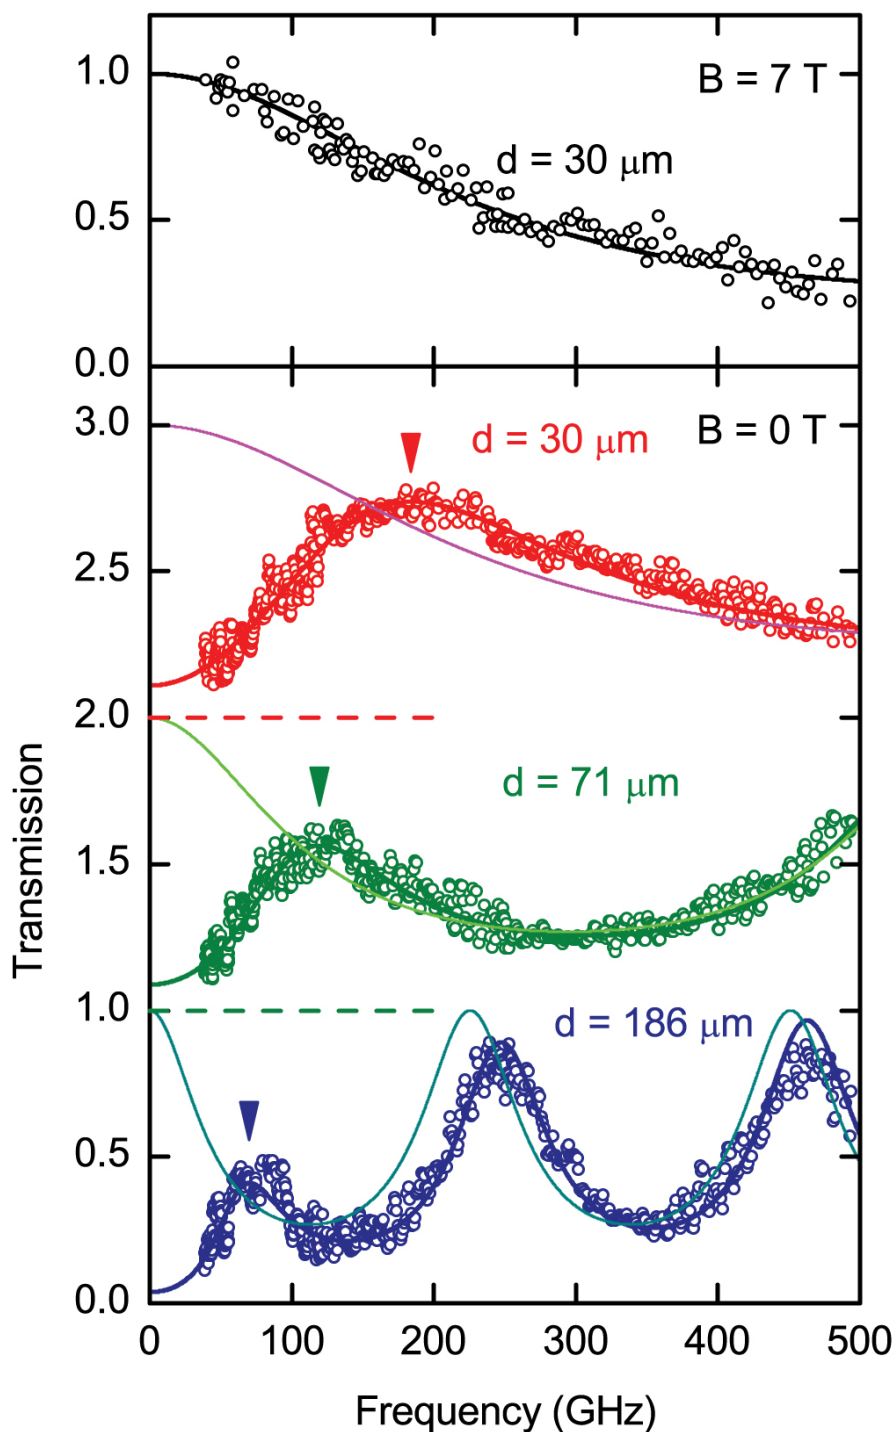 1.0
B = 7 T
d = 30 μm
0.5
0.0
3.0
d = 30 μm
B = 0 T
2.5
2.0
d = 71 μm
1.5
1.0
d = 186 μm
0.5
0.0
Transmission
0 100 200 300 400 500
Frequency (GHz)